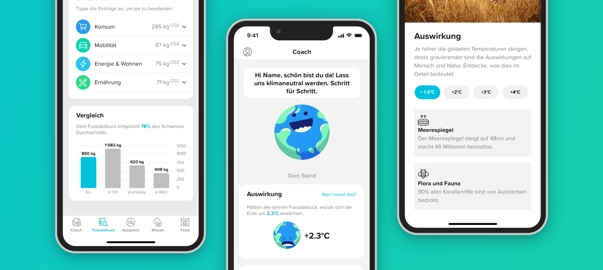 Tippe die Einträge an, um sie zu bearbeiten.
Konsum
285 kg CO2
Mobilität
87 kg CO2
Energie & Wohnen
75 kg CO2
Ernährung
71 kg CO2
Vergleich
Dein Fussabdruck entspricht 78% des Schweizer
Durchschnitts.
850 kg
1'083 kg
620 kg
408 kg
1250
1000
750
500
250
0
Du
ø CH
ø Welt
Coach
Fussabdruck
Ausgleich
Wissen
Feed
9:41
Coach
Hi Name, schön bist du da! Lass
uns klimaneutral werden. Schritt
für Schritt.
Dein Stand
Auswirkung
Was heisst das?
Hätten alle deinen Fussabdruck, würde sich die
Erde um 2.3°C erwärmen.
+2.3°C
Auswirkung
Je höher die globalen Temperaturen steigen,
desto gravierender sind die Auswirkungen auf
Mensch und Natur. Entdecke, was dies im
Detail bedeutet:
+ 1.5°C
+2°C
+3°C
+4°C
Meerespiegel
Der Meerspiegel steigt auf 48cm und
macht 46 Millionen heimatlos.
Flora und Fauna
90% aller Korallenriffe sind von Aussterben
bedroht.